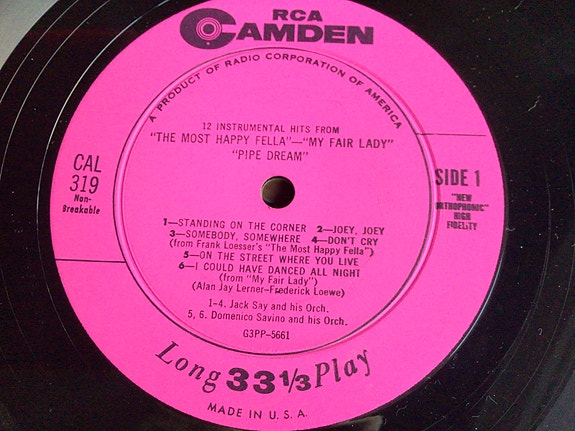 RCA
CAMDEN
A PRODUCT OF RADIO CORPORATION OF AMERICA
12 INSTRUMENTAL HITS FROM
"THE MOST HAPPY FELLA"—"MY FAIR LADY"
"PIPE DREAM"
CAL
319
Non-
Breakable
SIDE 1
"NEW
ORTHOPHONIC"
HIGH
FIDELITY
1—STANDING ON THE CORNER 2—JOEY, JOEY
3—SOMEBODY, SOMEWHERE 4—DON'T CRY
(from Frank Loesser's "The Most Happy Fella")
5—ON THE STREET WHERE YOU LIVE
6—I COULD HAVE DANCED ALL NIGHT
(from "My Fair Lady")
(Alan Jay Lerner-Frederick Loewe)
1-4. Jack Say and his Orch.
5, 6. Domenico Savino and his Orch.
G3PP-5661
Long 33 1/3 Play
MADE IN U. S. A.